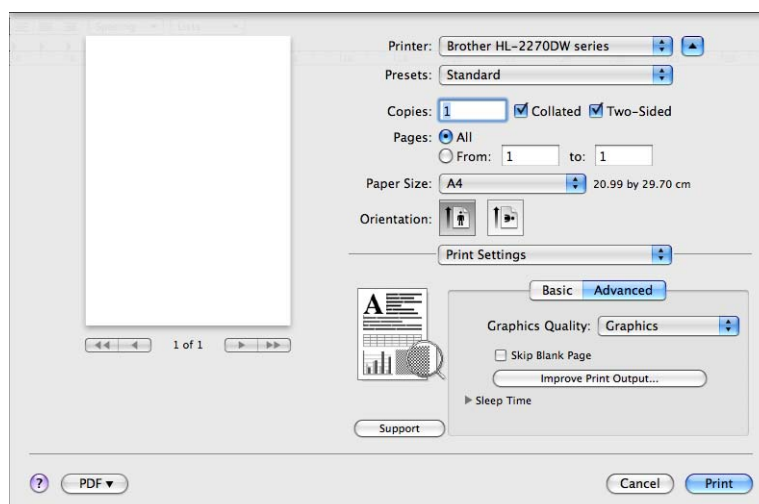 Printer: Brother HL-2270DW series
Presets: Standard
Copies: 1 Collated Two-Sided
Pages: All
From: 1 to: 1
Paper Size: A4 20.99 by 29.70 cm
Orientation:
Print Settings
Basic Advanced
A
Graphics Quality: Graphics
Skip Blank Page
Improve Print Output...
Sleep Time
1 of 1
Support
? PDF Cancel Print